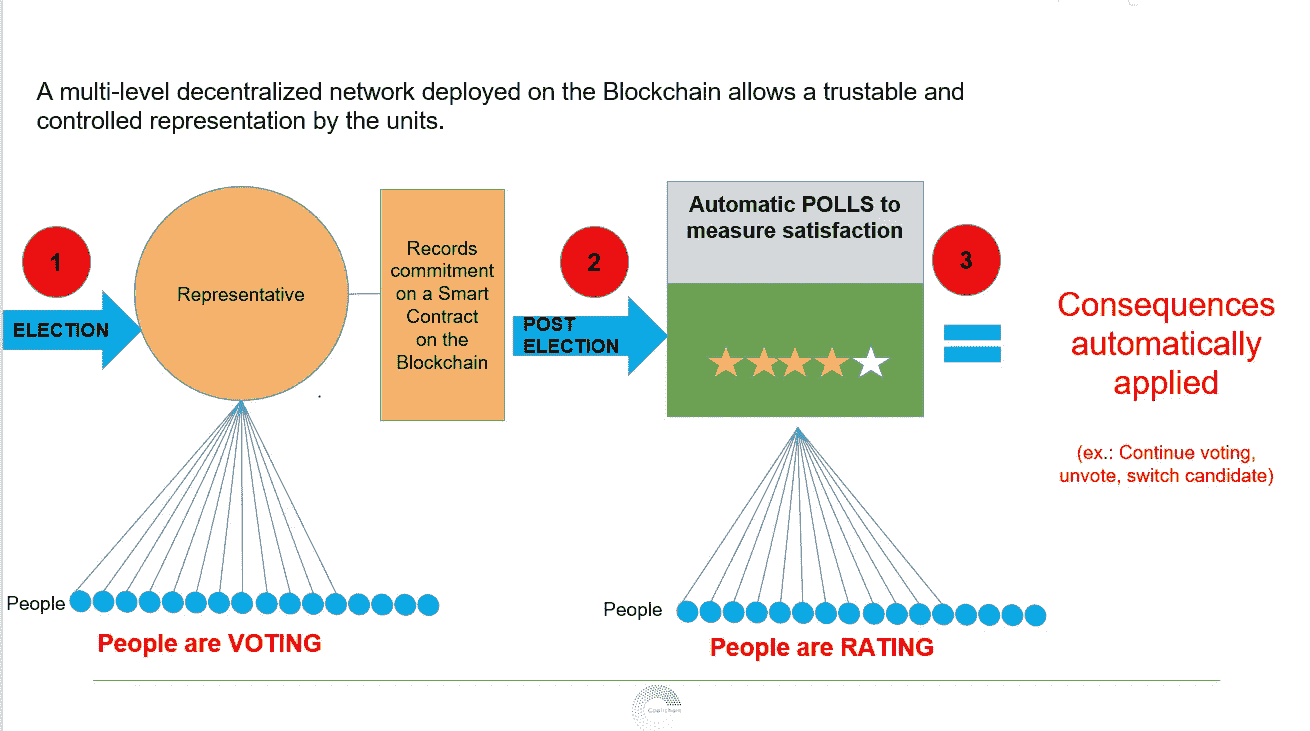 A multi-level decentralized network deployed on the Blockchain allows a trustable and
controlled representation by the units.
1
ELECTION
Representative
Records
commitment
on a Smart
Contract
on the
Blockchain
2
POST
ELECTION
Automatic POLLS to
measure satisfaction
3
Consequences
automatically
applied
(ex.: Continue voting,
unvote, switch candidate)
People
People are VOTING
People
People are RATING